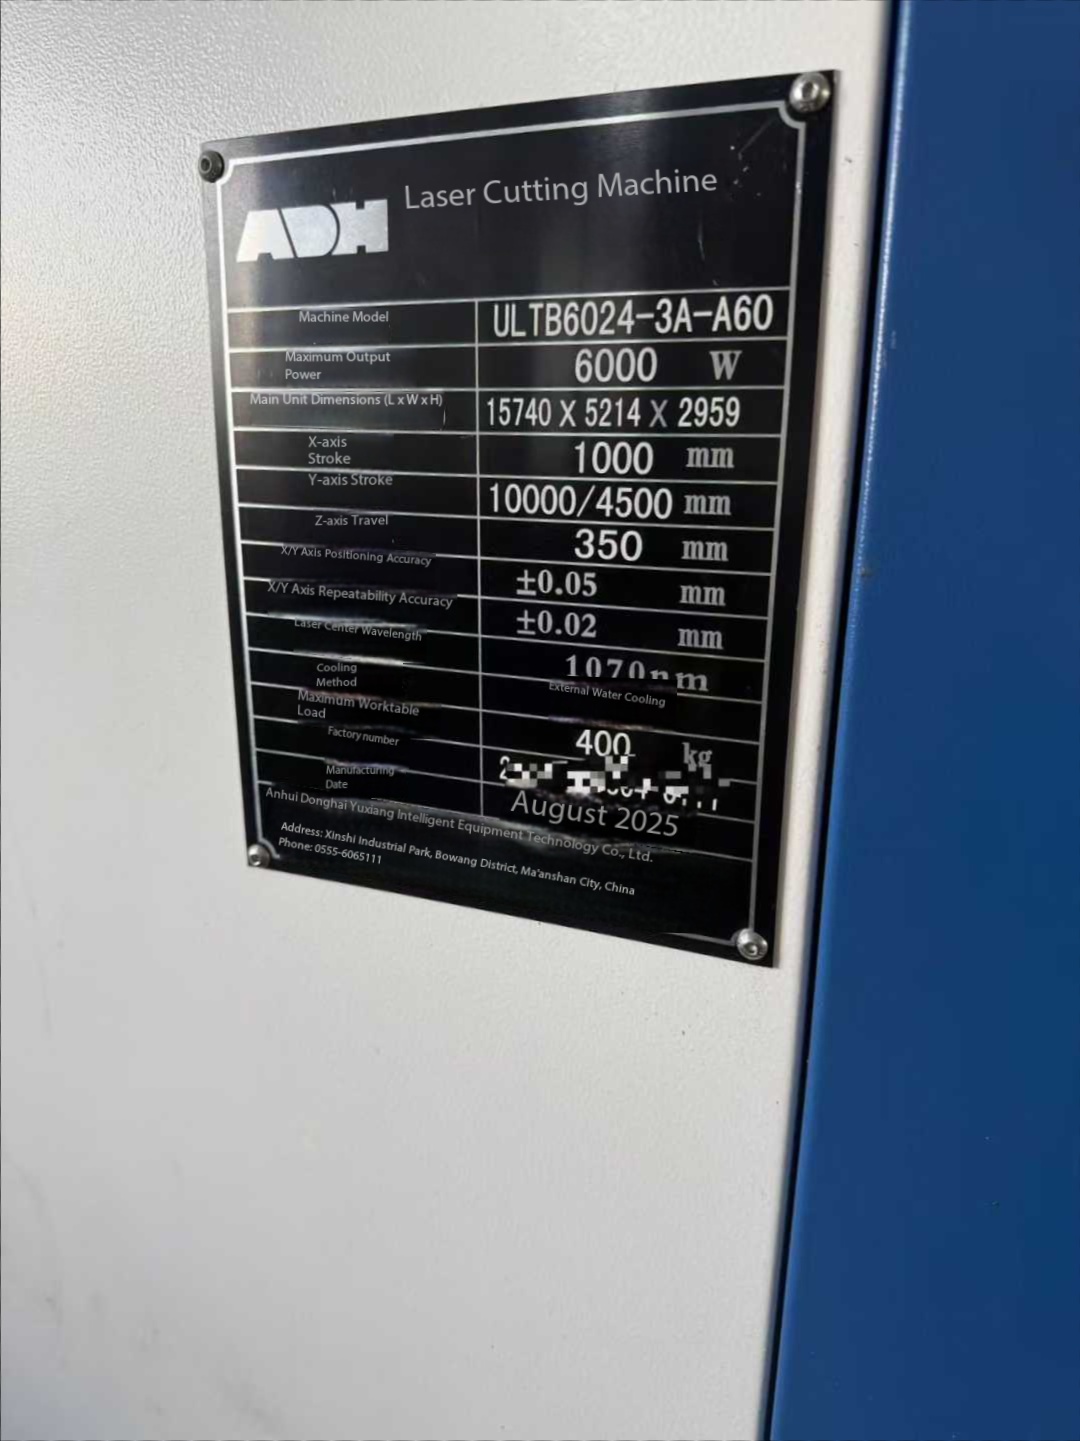 ADH Laser Cutting Machine
Machine Model ULTB6024-3A-A60
Maximum Output
Power 6000 W
Main Unit Dimensions (L x W x H) 15740 X 5214 X 2959
X-axis
Stroke 1000 mm
Y-axis Stroke 10000/4500 mm
Z-axis Travel 350 mm
X/Y Axis Positioning Accuracy ±0.05 mm
X/Y Axis Repeatability Accuracy ±0.02 mm
Laser Center Wavelength 1070nm
Cooling
Method External Water Cooling
Maximum Worktable
Load 400 kg
Factory number
Manufacturing
Date August 2025
Anhui Donghai Yuxiang Intelligent Equipment Technology Co., Ltd.
Address: Xinshi Industrial Park, Bowang District, Ma'anshan City, China
Phone: 0555-6065111